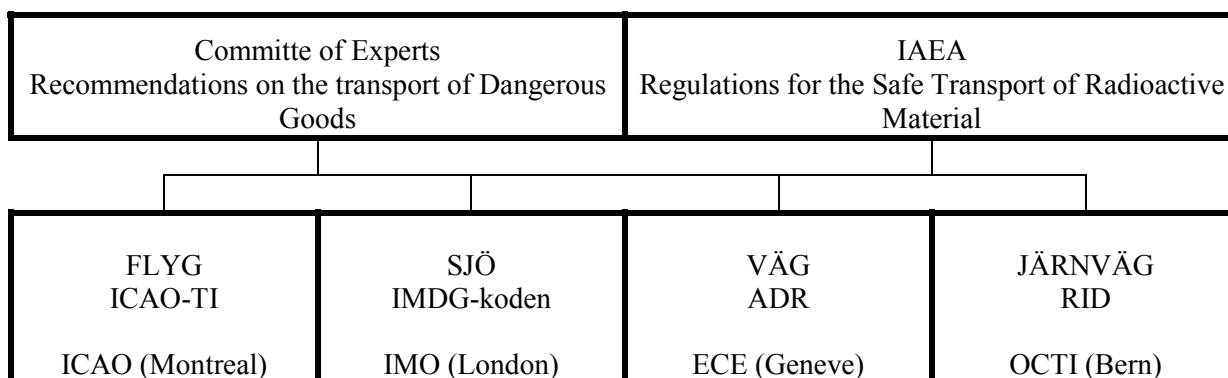 Committe of Experts
Recommendations on the transport of Dangerous
Goods
IAEA
Regulations for the Safe Transport of Radioactive
Material
FLYG
ICAO-TI
ICAO (Montreal)
SJÖ
IMDG-koden
IMO (London)
VÄG
ADR
ECE (Geneve)
JÄRNVÄG
RID
OCTI (Bern)